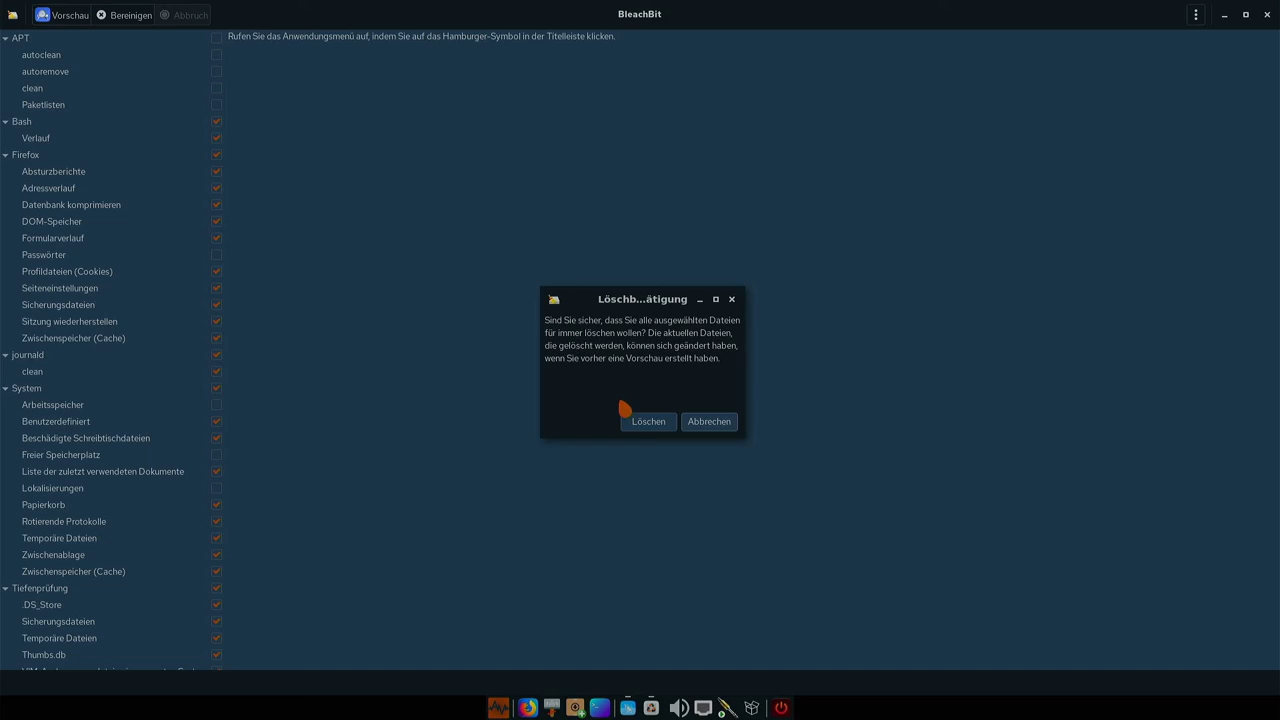 Vorschau
Bereinigen
Abbruch
BleachBit
APT
autoclean
autoremove
clean
Paketlisten
Bash
Verlauf
Firefox
Absturzberichte
Adressverlauf
Datenbank komprimieren
DOM-Speicher
Formularverlauf
Passwörter
Profildateien (Cookies)
Seiteneinstellungen
Sicherungsdateien
Sitzung wiederherstellen
Zwischenspeicher (Cache)
journald
clean
System
Arbeitsspeicher
Benutzerdefiniert
Beschädigte Schreibtischdateien
Freier Speicherplatz
Liste der zuletzt verwendeten Dokumente
Lokalisierungen
Papierkorb
Rotierende Protokolle
Temporäre Dateien
Zwischenablage
Zwischenspeicher (Cache)
Tiefenprüfung
.DS_Store
Sicherungsdateien
Temporäre Dateien
Thumbs.db
Rufen Sie das Anwendungsmenü auf, indem Sie auf das Hamburger-Symbol in der Titelleiste klicken.
Löschb...ätigung
Sind Sie sicher, dass Sie alle ausgewählten Dateien
für immer löschen wollen? Die aktuellen Dateien,
die gelöscht werden, können sich geändert haben,
wenn Sie vorher eine Vorschau erstellt haben.
Löschen
Abbrechen